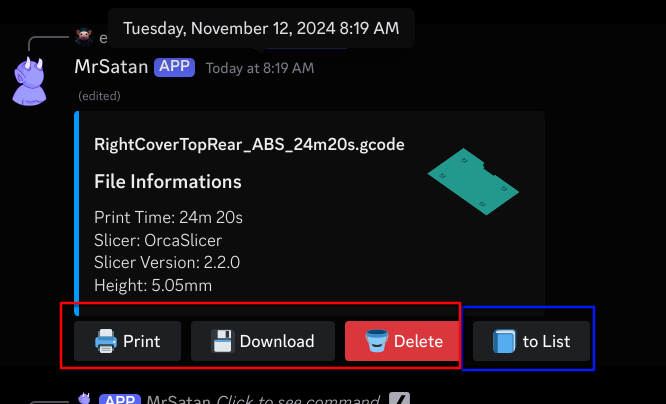 Tuesday, November 12, 2024 8:19 AM
MrSatan APP Today at 8:19 AM
(edited)
RightCoverTopRear_ABS_24m20s.gcode
File Informations
Print Time: 24m 20s
Slicer: OrcaSlicer
Slicer Version: 2.2.0
Height: 5.05mm
Print Download Delete to List
APP MrSatan Click to see command